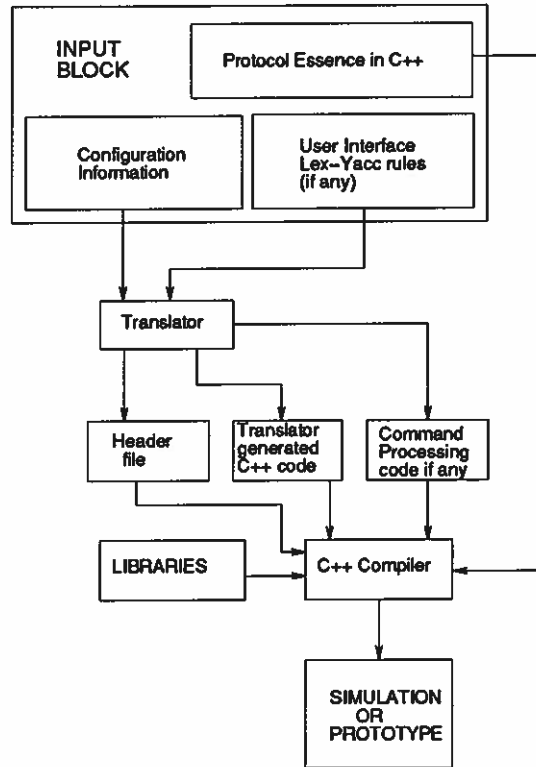 INPUT
BLOCK
Protocol Essence in C++
Configuration
Information
User Interface
Lex-Yacc rules
(if any)
Translator
Header
file
Translator
generated
C++ code
Command
Processing
code if any
LIBRARIES
C++ Compiler
SIMULATION
OR
PROTOTYPE